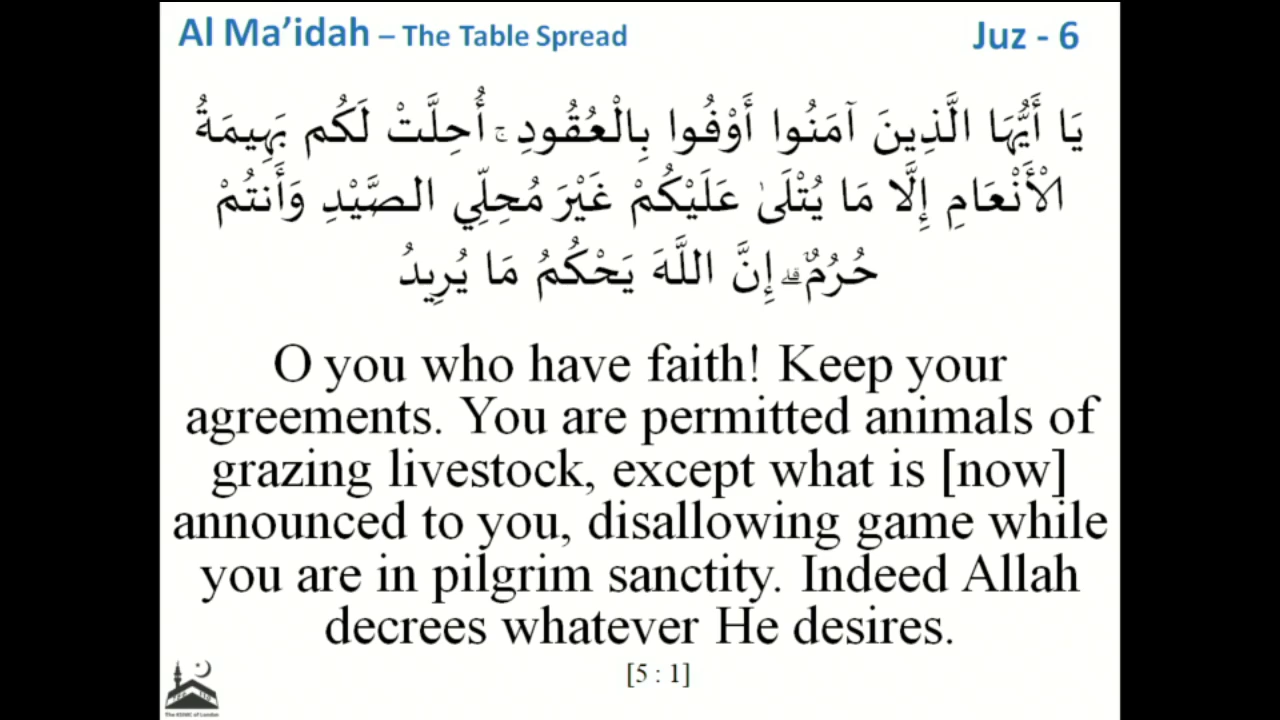 Al Ma’idah – The Table Spread
Juz - 6
يَا أَيُّهَا الَّذِينَ آمَنُوا أَوْفُوا بِالْعُقُودِ ۚ أُحِلَّتْ لَكُم بَهِيمَةُ
الْأَنْعَامِ إِلَّا مَا يُتْلَىٰ عَلَيْكُمْ غَيْرَ مُحِلِّي الصَّيْدِ وَأَنتُمْ
حُرُمٌ ۗ إِنَّ اللَّهَ يَحْكُمُ مَا يُرِيدُ
O you who have faith! Keep your
agreements. You are permitted animals of
grazing livestock, except what is [now]
announced to you, disallowing game while
you are in pilgrim sanctity. Indeed Allah
decrees whatever He desires.
[5 : 1]